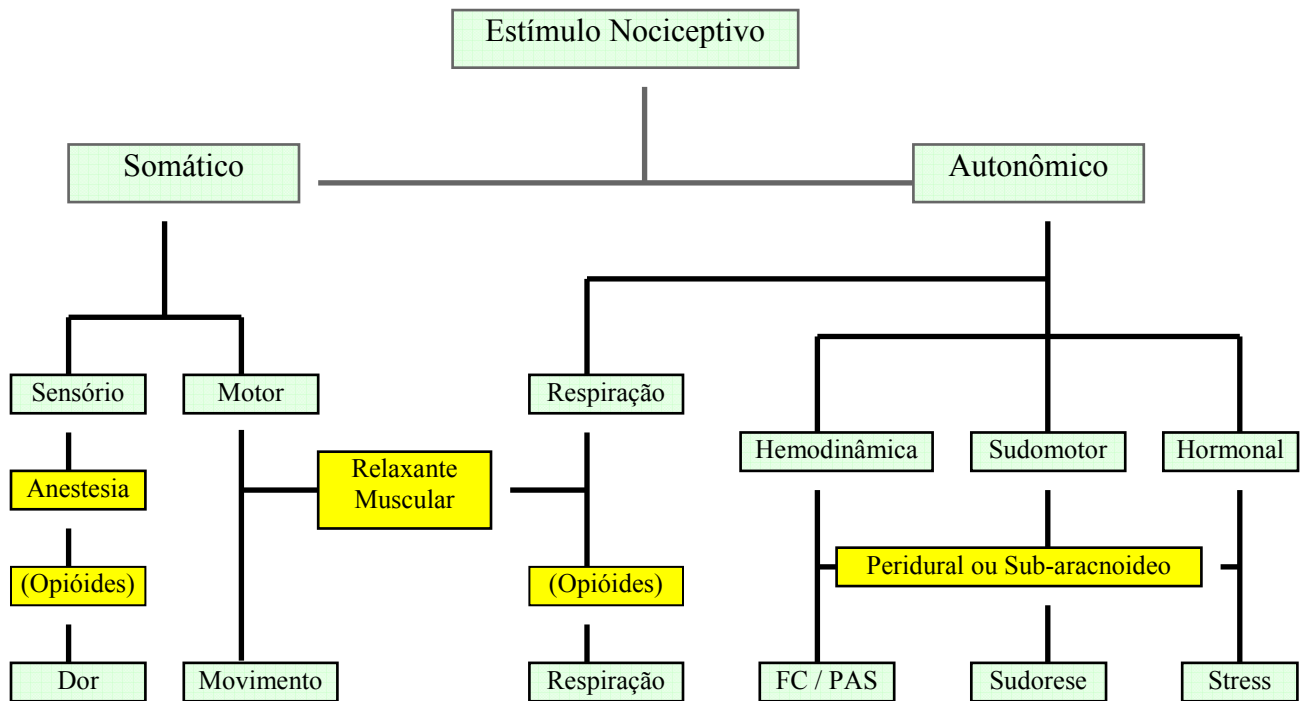 Estímulo Nociceptivo
Somático
Autonômico
Sensório
Motor
Respiração
Hemodinâmica
Sudomotor
Hormonal
Anestesia
Relaxante
Muscular
(Opióides)
(Opióides)
Peridural ou Sub-aracnoideo
Dor
Movimento
Respiração
FC / PAS
Sudorese
Stress